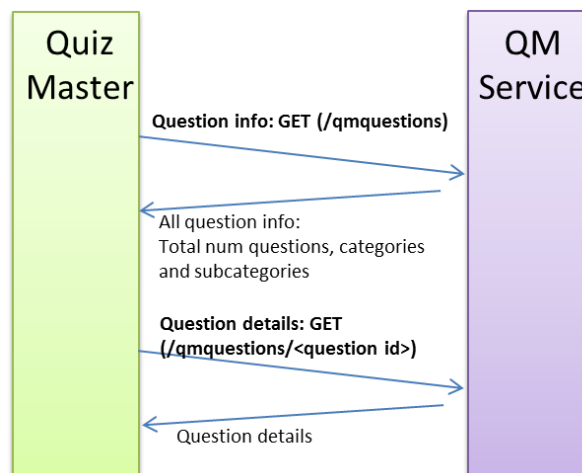 Quiz
Master
QM
Service
Question info: GET (/qmquestions)
All question info:
Total num questions, categories
and subcategories
Question details: GET
(/qmquestions/<question id>)
Question details